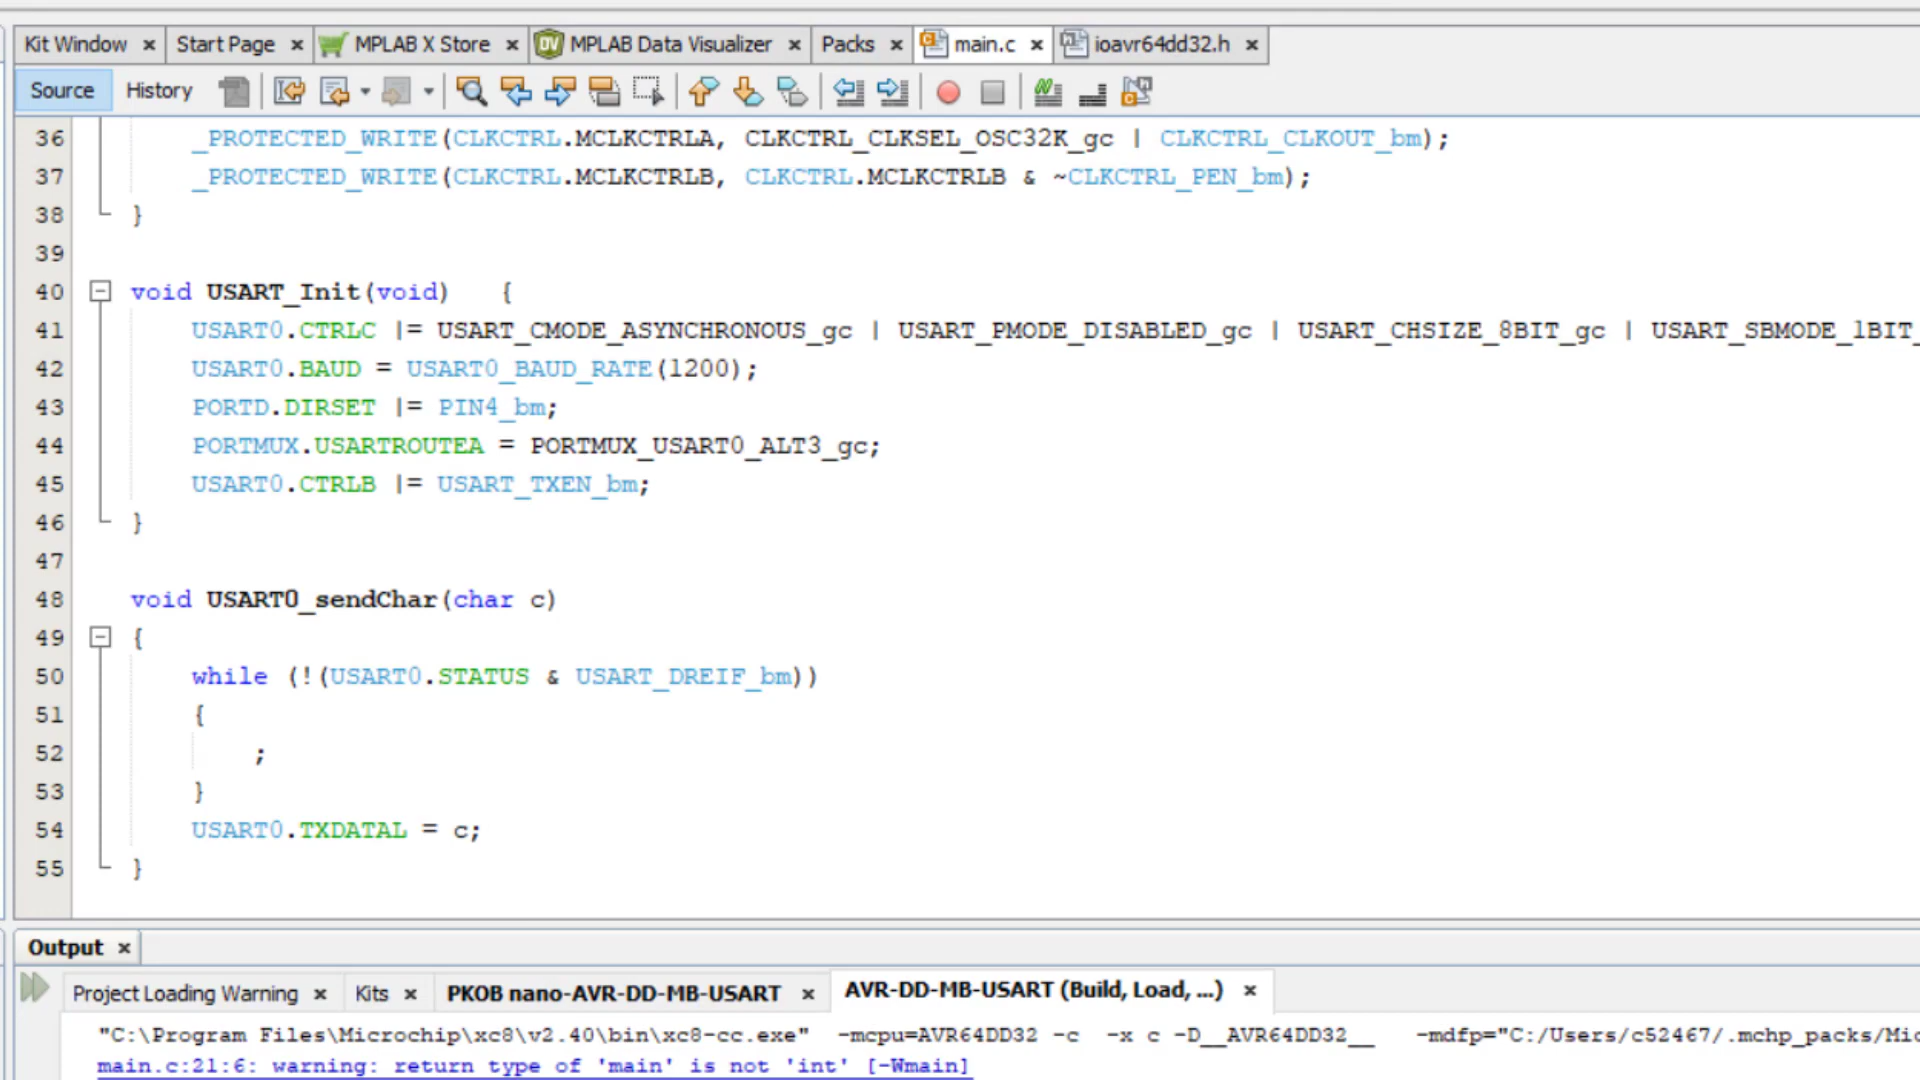 Kit Window × Start Page × MPLAB X Store × DV MPLAB Data Visualizer × Packs × main.c × ioavr64dd32.h ×
Source History
36 _PROTECTED_WRITE(CLKCTRL.MCLKCTRLA, CLKCTRL_CLKSEL_OSC32K_gc | CLKCTRL_CLKOUT_bm);
37 _PROTECTED_WRITE(CLKCTRL.MCLKCTRLB, CLKCTRL.MCLKCTRLB & ~CLKCTRL_PEN_bm);
38 }
39
40 void USART_Init(void) {
41 USART0.CTRLC |= USART_CMODE_ASYNCHRONOUS_gc | USART_PMODE_DISABLED_gc | USART_CHSIZE_8BIT_gc | USART_SBMODE_1BIT_
42 USART0.BAUD = USART0_BAUD_RATE(1200);
43 PORTD.DIRSET |= PIN4_bm;
44 PORTMUX.USARTROUTEA = PORTMUX_USART0_ALT3_gc;
45 USART0.CTRLB |= USART_TXEN_bm;
46 }
47
48 void USART0_sendChar(char c)
49 {
50 while (!(USART0.STATUS & USART_DREIF_bm))
51 {
52 ;
53 }
54 USART0.TXDATAL = c;
55 }
Output ×
Project Loading Warning × Kits × PKOB nano-AVR-DD-MB-USART × AVR-DD-MB-USART (Build, Load, ...) ×
"C:\Program Files\Microchip\xc8\v2.40\bin\xc8-cc.exe" -mcpu=AVR64DD32 -c -x c -D__AVR64DD32__ -mdfp="C:/Users/c52467/.mchp_packs/Mic
main.c:21:6: warning: return type of 'main' is not 'int' [-Wmain]